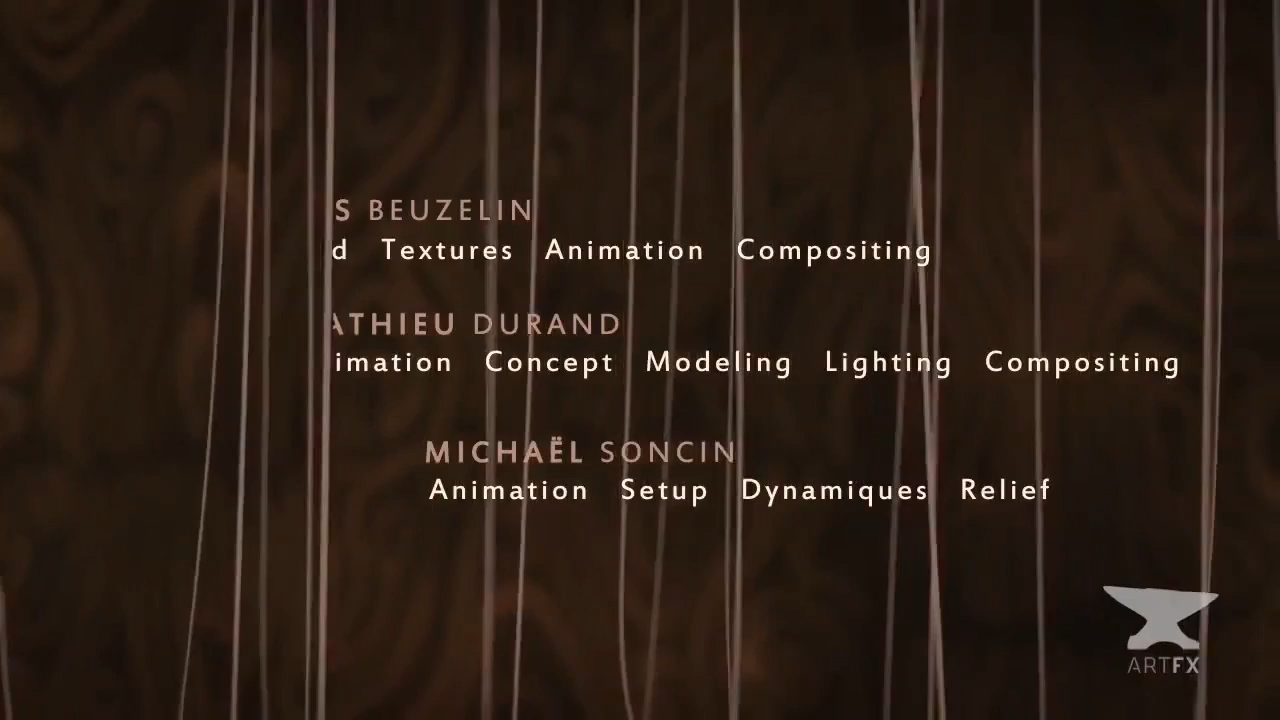 S BEUZELIN
d Textures Animation Compositing
ATHIEU DURAND
imation Concept Modeling Lighting Compositing
MICHAËL SONCIN
Animation Setup Dynamiques Relief
ARTFX